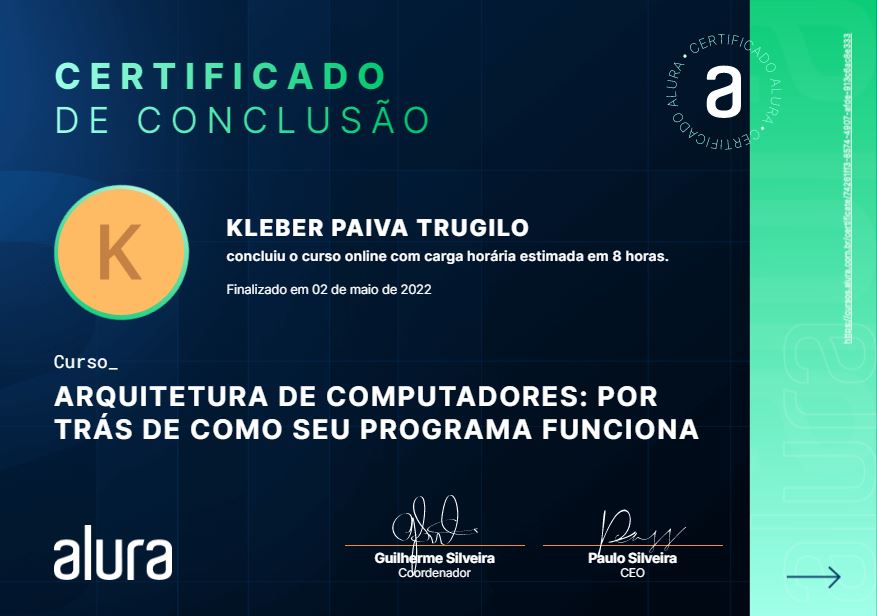 CERTIFICADO
DE CONCLUSÃO
CERTIFICADO ALURA • CERTIFICADO ALURA •
a
K
KLEBER PAIVA TRUGILO
concluiu o curso online com carga horária estimada em 8 horas.
Finalizado em 02 de maio de 2022
Curso_
ARQUITETURA DE COMPUTADORES: POR
TRÁS DE COMO SEU PROGRAMA FUNCIONA
alura
Guilherme Silveira
Coordenador
Paulo Silveira
CEO
alura